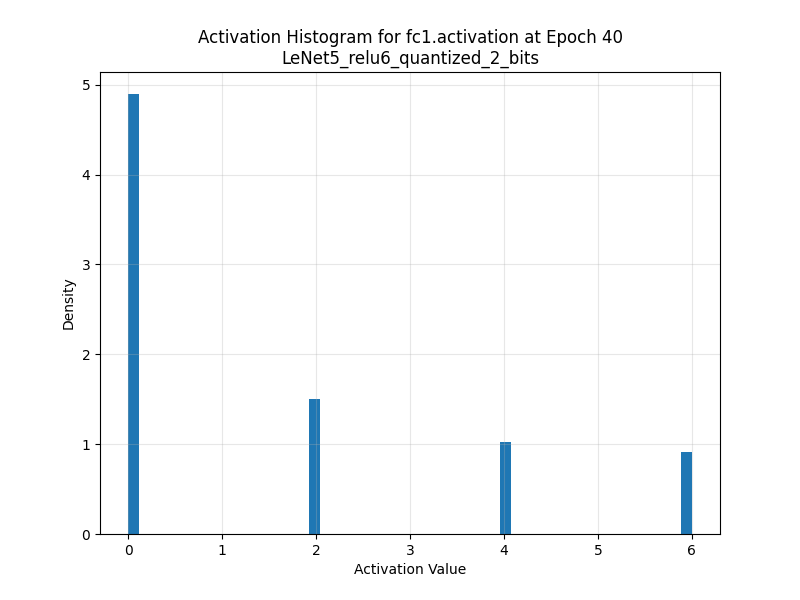 Activation Histogram for fc1.activation at Epoch 40
LeNet5_relu6_quantized_2_bits
5
4
3
2
1
0
Density
0 1 2 3 4 5 6
Activation Value